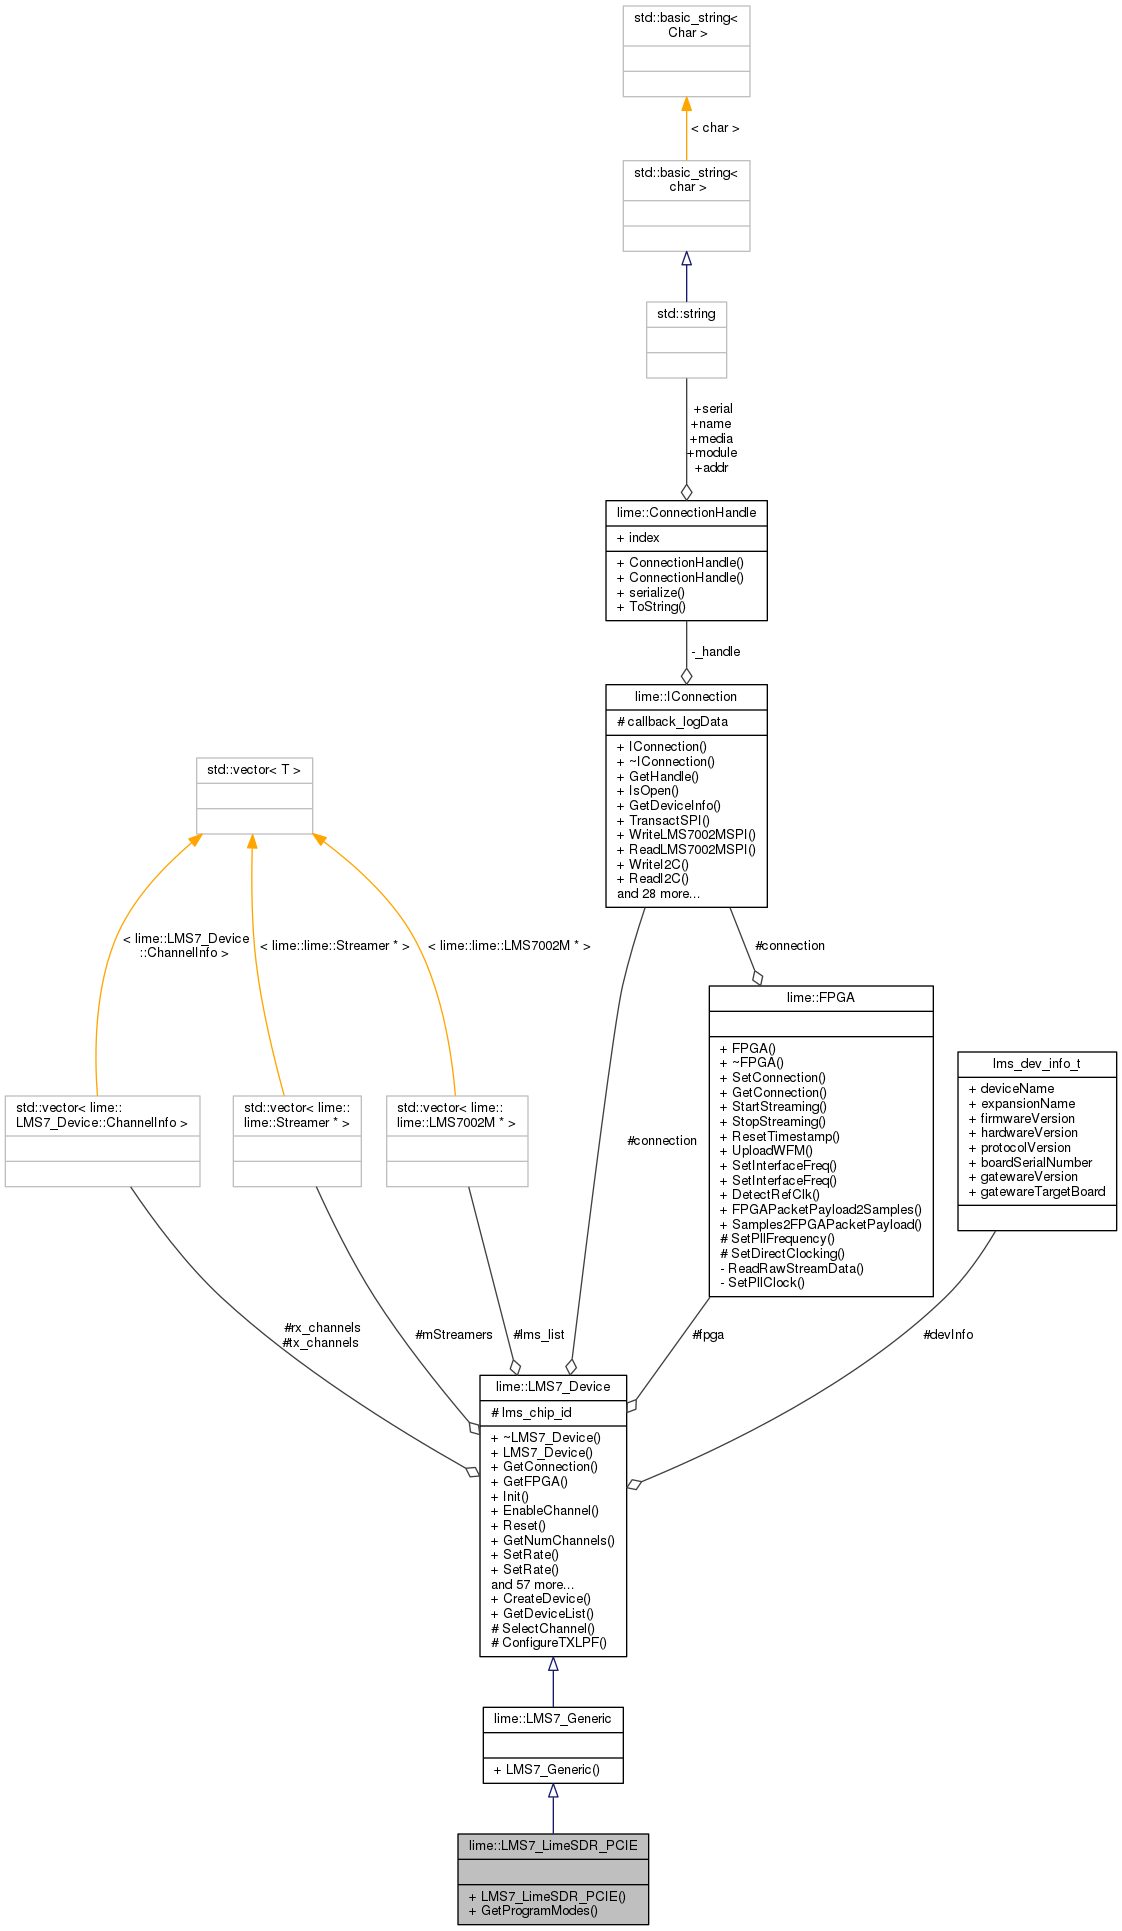 std::basic_string<
Char >
< char >
std::basic_string<
char >
std::string
+serial
+name
+media
+module
+addr
lime::ConnectionHandle
+ index
+ ConnectionHandle()
+ ConnectionHandle()
+ serialize()
+ ToString()
-_handle
lime::IConnection
# callback_logData
+ IConnection()
+ ~IConnection()
+ GetHandle()
+ IsOpen()
+ GetDeviceInfo()
+ TransactSPI()
+ WriteLMS7002MSPI()
+ ReadLMS7002MSPI()
+ WriteI2C()
+ ReadI2C()
and 28 more...
std::vector< T >
< lime::LMS7_Device
::ChannelInfo >
< lime::lime::Streamer * >
< lime::lime::LMS7002M * >
#connection
lime::FPGA
+ FPGA()
+ ~FPGA()
+ SetConnection()
+ GetConnection()
+ StartStreaming()
+ StopStreaming()
+ ResetTimestamp()
+ UploadWFM()
+ SetInterfaceFreq()
+ SetInterfaceFreq()
+ DetectRefClk()
+ FPGAPacketPayload2Samples()
+ Samples2FPGAPacketPayload()
# SetPllFrequency()
# SetDirectClocking()
- ReadRawStreamData()
- SetPllClock()
lms_dev_info_t
+ deviceName
+ expansionName
+ firmwareVersion
+ hardwareVersion
+ protocolVersion
+ boardSerialNumber
+ gatewareVersion
+ gatewareTargetBoard
std::vector< lime::
LMS7_Device::ChannelInfo >
std::vector< lime::
lime::Streamer * >
std::vector< lime::
lime::LMS7002M * >
#connection
#rx_channels
#tx_channels
#mStreamers
#lms_list
#fpga
#devInfo
lime::LMS7_Device
# lms_chip_id
+ ~LMS7_Device()
+ LMS7_Device()
+ GetConnection()
+ GetFPGA()
+ Init()
+ EnableChannel()
+ Reset()
+ GetNumChannels()
+ SetRate()
+ SetRate()
and 57 more...
+ CreateDevice()
+ GetDeviceList()
# SelectChannel()
# ConfigureTXLPF()
lime::LMS7_Generic
+ LMS7_Generic()
lime::LMS7_LimeSDR_PCIE
+ LMS7_LimeSDR_PCIE()
+ GetProgramModes()